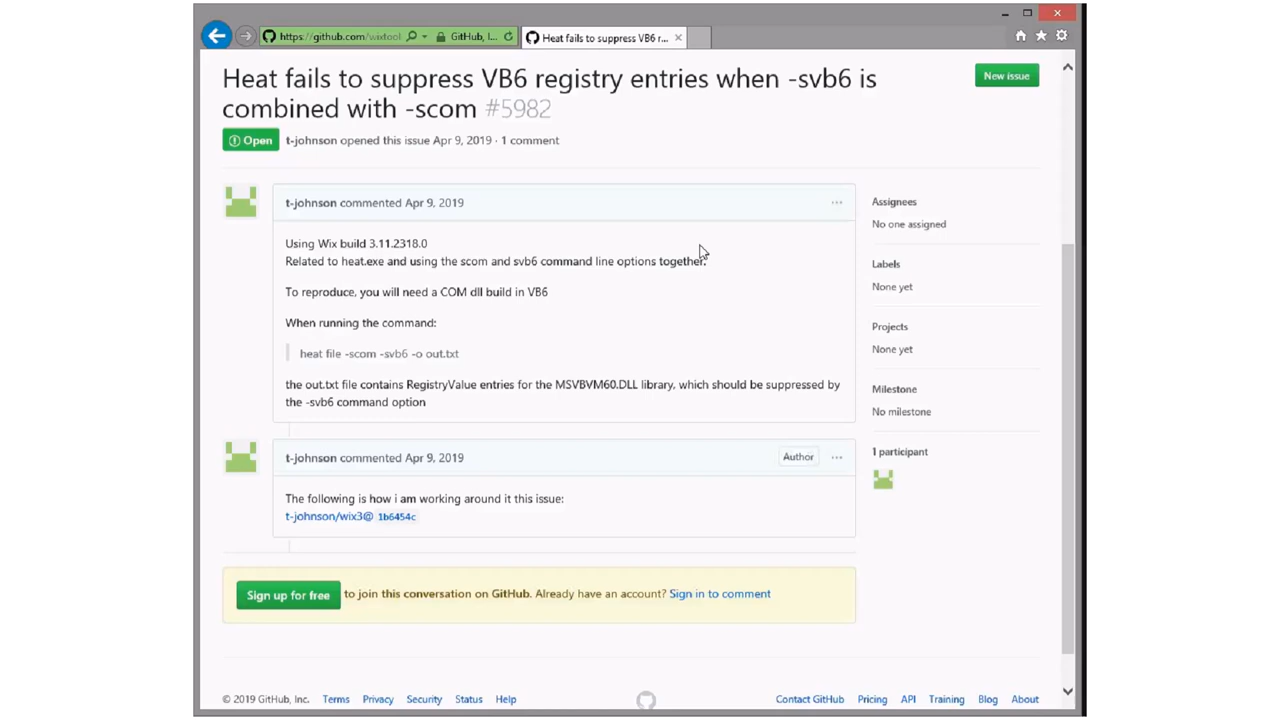 https://github.com/wixtool
GitHub, I...
Heat fails to suppress VB6 r...
Heat fails to suppress VB6 registry entries when -svb6 is
combined with -scom #5982
New issue
Open
t-johnson opened this issue Apr 9, 2019 · 1 comment
t-johnson commented Apr 9, 2019
...
Using Wix build 3.11.2318.0
Related to heat.exe and using the scom and svb6 command line options together.
To reproduce, you will need a COM dll build in VB6
When running the command:
heat file -scom -svb6 -o out.txt
the out.txt file contains RegistryValue entries for the MSVBVM60.DLL library, which should be suppressed by
the -svb6 command option
Assignees
No one assigned
Labels
None yet
Projects
None yet
Milestone
No milestone
1 participant
t-johnson commented Apr 9, 2019
Author
...
The following is how i am working around it this issue:
t-johnson/wix3@ 1b6454c
Sign up for free to join this conversation on GitHub. Already have an account? Sign in to comment
© 2019 GitHub, Inc. Terms Privacy Security Status Help
Contact GitHub Pricing API Training Blog About